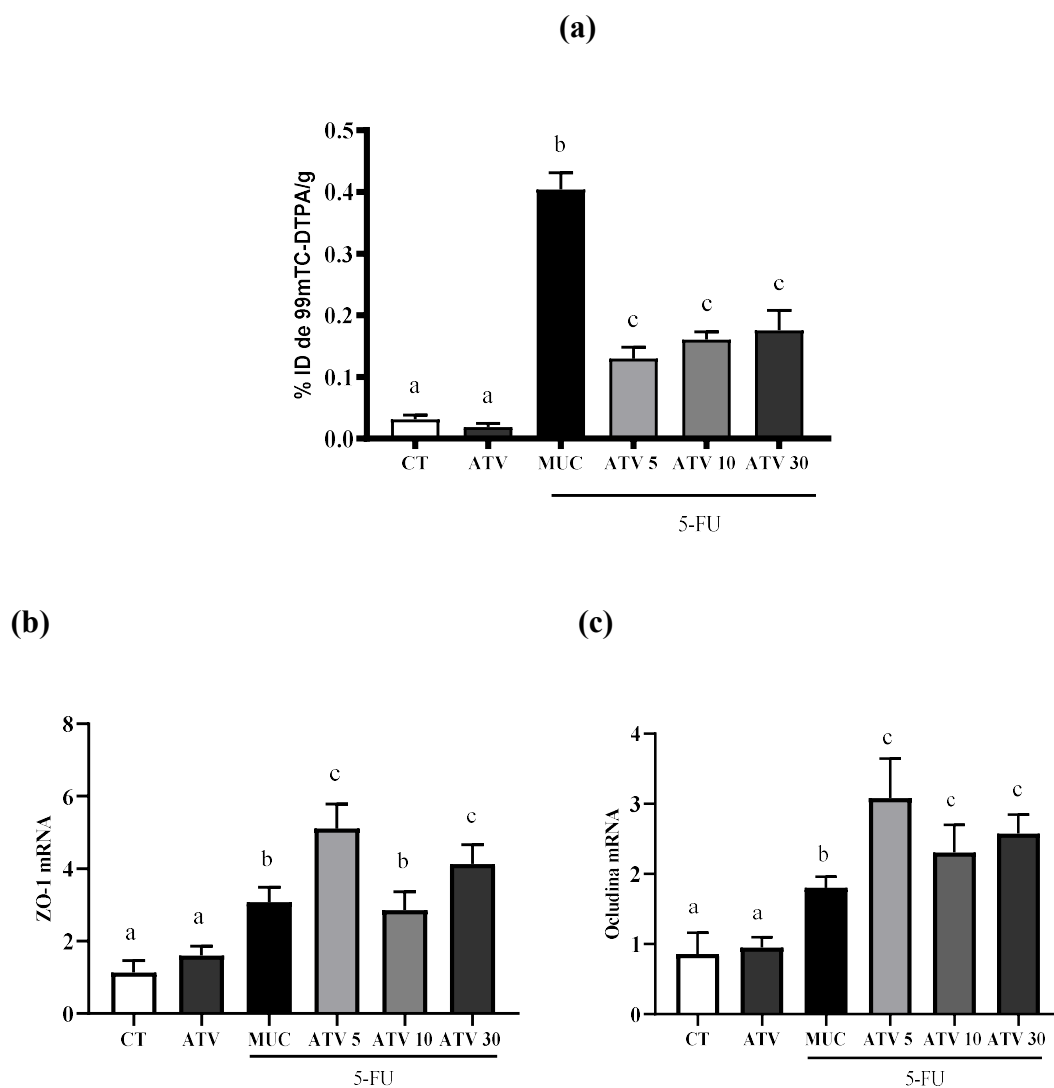 (a)
% ID de 99mTC-DTPA/g
0.5
0.4
0.3
0.2
0.1
0.0
a
a
b
c
c
c
CT ATV MUC ATV 5 ATV 10 ATV 30
5-FU
(b)
ZO-1 mRNA
8
6
4
2
0
a
a
b
c
b
c
CT ATV MUC ATV 5 ATV 10 ATV 30
5-FU
(c)
Ocludina mRNA
4
3
2
1
0
a
a
b
c
c
c
CT ATV MUC ATV 5 ATV 10 ATV 30
5-FU